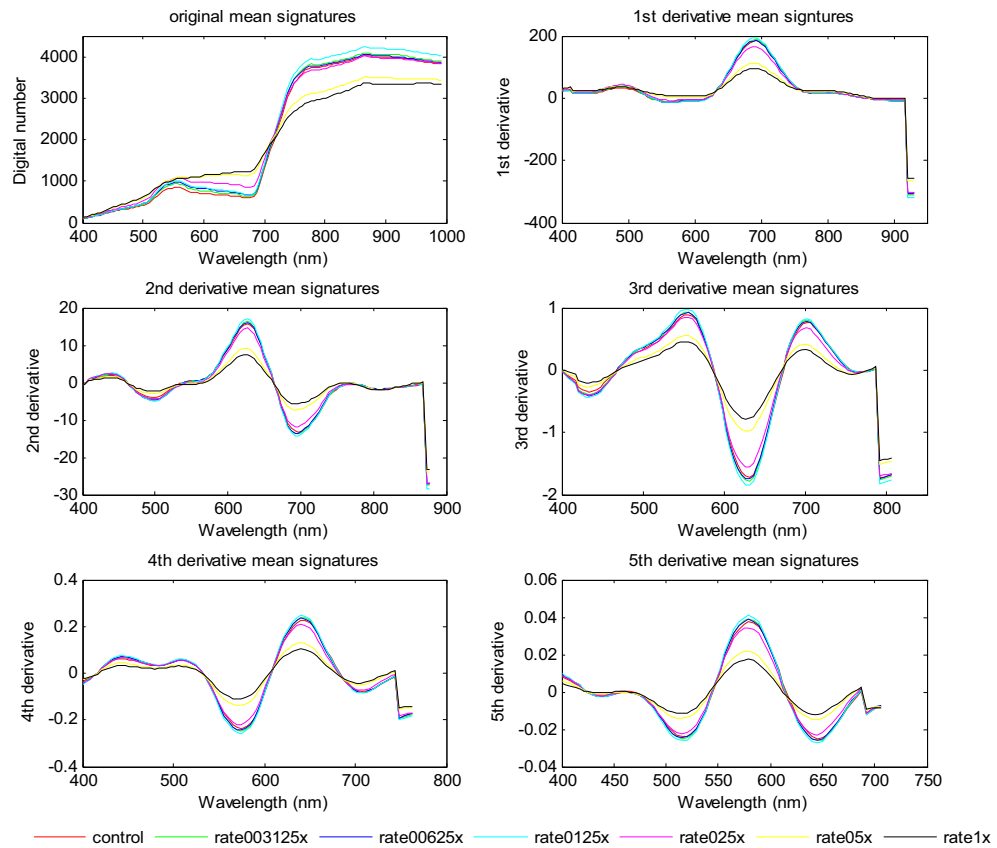 original mean signatures
4000
3000
2000
1000
0
Digital number
400 500 600 700 800 900 1000
Wavelength (nm)
1st derivative mean signtures
200
0
-200
-400
1st derivative
400 500 600 700 800 900
Wavelength (nm)
2nd derivative mean signatures
20
10
0
-10
-20
-30
2nd derivative
400 500 600 700 800 900
Wavelength (nm)
3rd derivative mean signatures
1
0
1
2
3rd derivative
400 500 600 700 800
Wavelength (nm)
4th derivative mean signatures
0.4
0.2
0
-0.2
-0.4
4th derivative
400 500 600 700 800
Wavelength (nm)
5th derivative mean signatures
0.06
0.04
0.02
0
-0.02
-0.04
5th derivative
400 450 500 550 600 650 700 750
Wavelength (nm)
control rate003125x rate00625x rate0125x rate025x rate05x rate1x